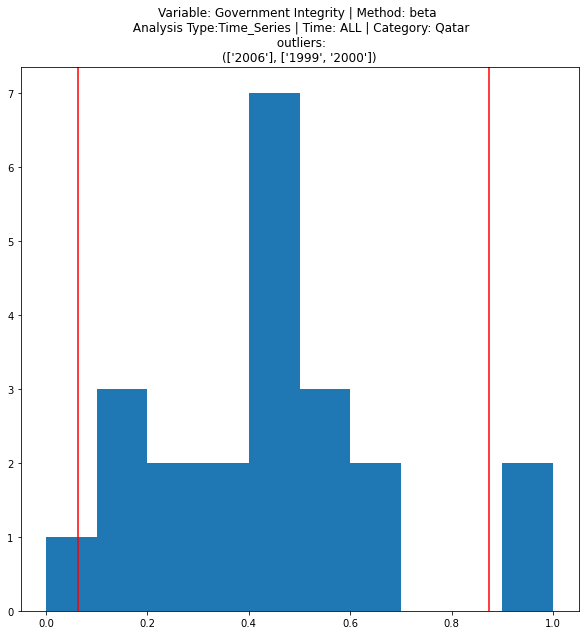 Variable: Government Integrity | Method: beta
Analysis Type:Time_Series | Time: ALL | Category: Qatar
outliers:
(['2006'], ['1999', '2000'])
7
6
5
4
3
2
1
0
0.0 0.2 0.4 0.6 0.8 1.0